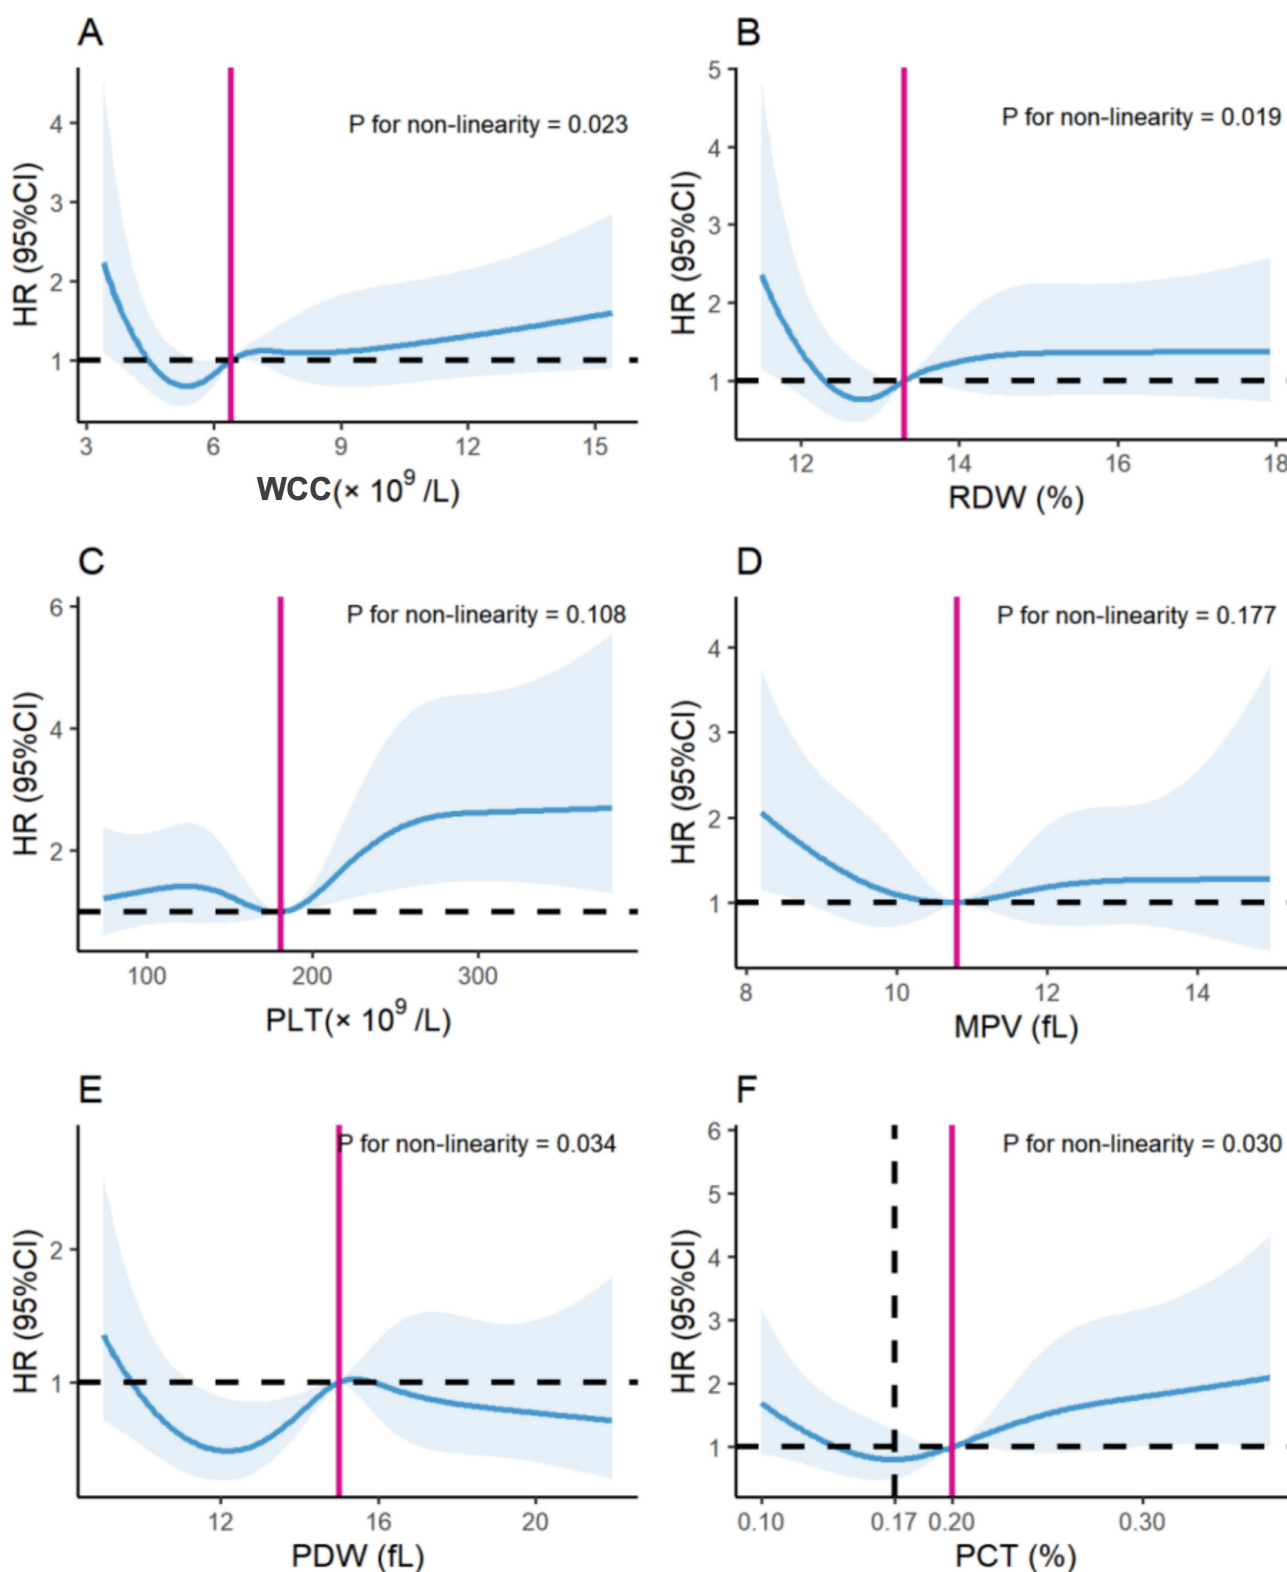 A
P for non-linearity = 0.023
HR (95%CI)
4
3
2
1
3 6 9 12 15
WCC(× 10⁹ /L)
B
P for non-linearity = 0.019
HR (95%CI)
5
4
3
2
1
12 14 16 18
RDW (%)
C
P for non-linearity = 0.108
HR (95%CI)
6
4
2
100 200 300
PLT(× 10⁹ /L)
D
P for non-linearity = 0.177
HR (95%CI)
4
3
2
1
8 10 12 14
MPV (fL)
E
P for non-linearity = 0.034
HR (95%CI)
2
1
12 16 20
PDW (fL)
F
P for non-linearity = 0.030
HR (95%CI)
6
5
4
3
2
1
0.10 0.17 0.20 0.30
PCT (%)